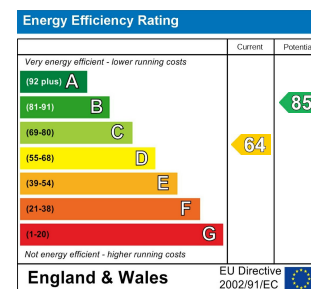 Energy Efficiency Rating
Current Potentia
Very energy efficient - lower running costs
(92 plus) A
(81-91) B
85
(69-80) C
64
(55-68) D
(39-54) E
(21-38) F
(1-20) G
Not energy efficient - higher running costs
England & Wales
EU Directive
2002/91/EC